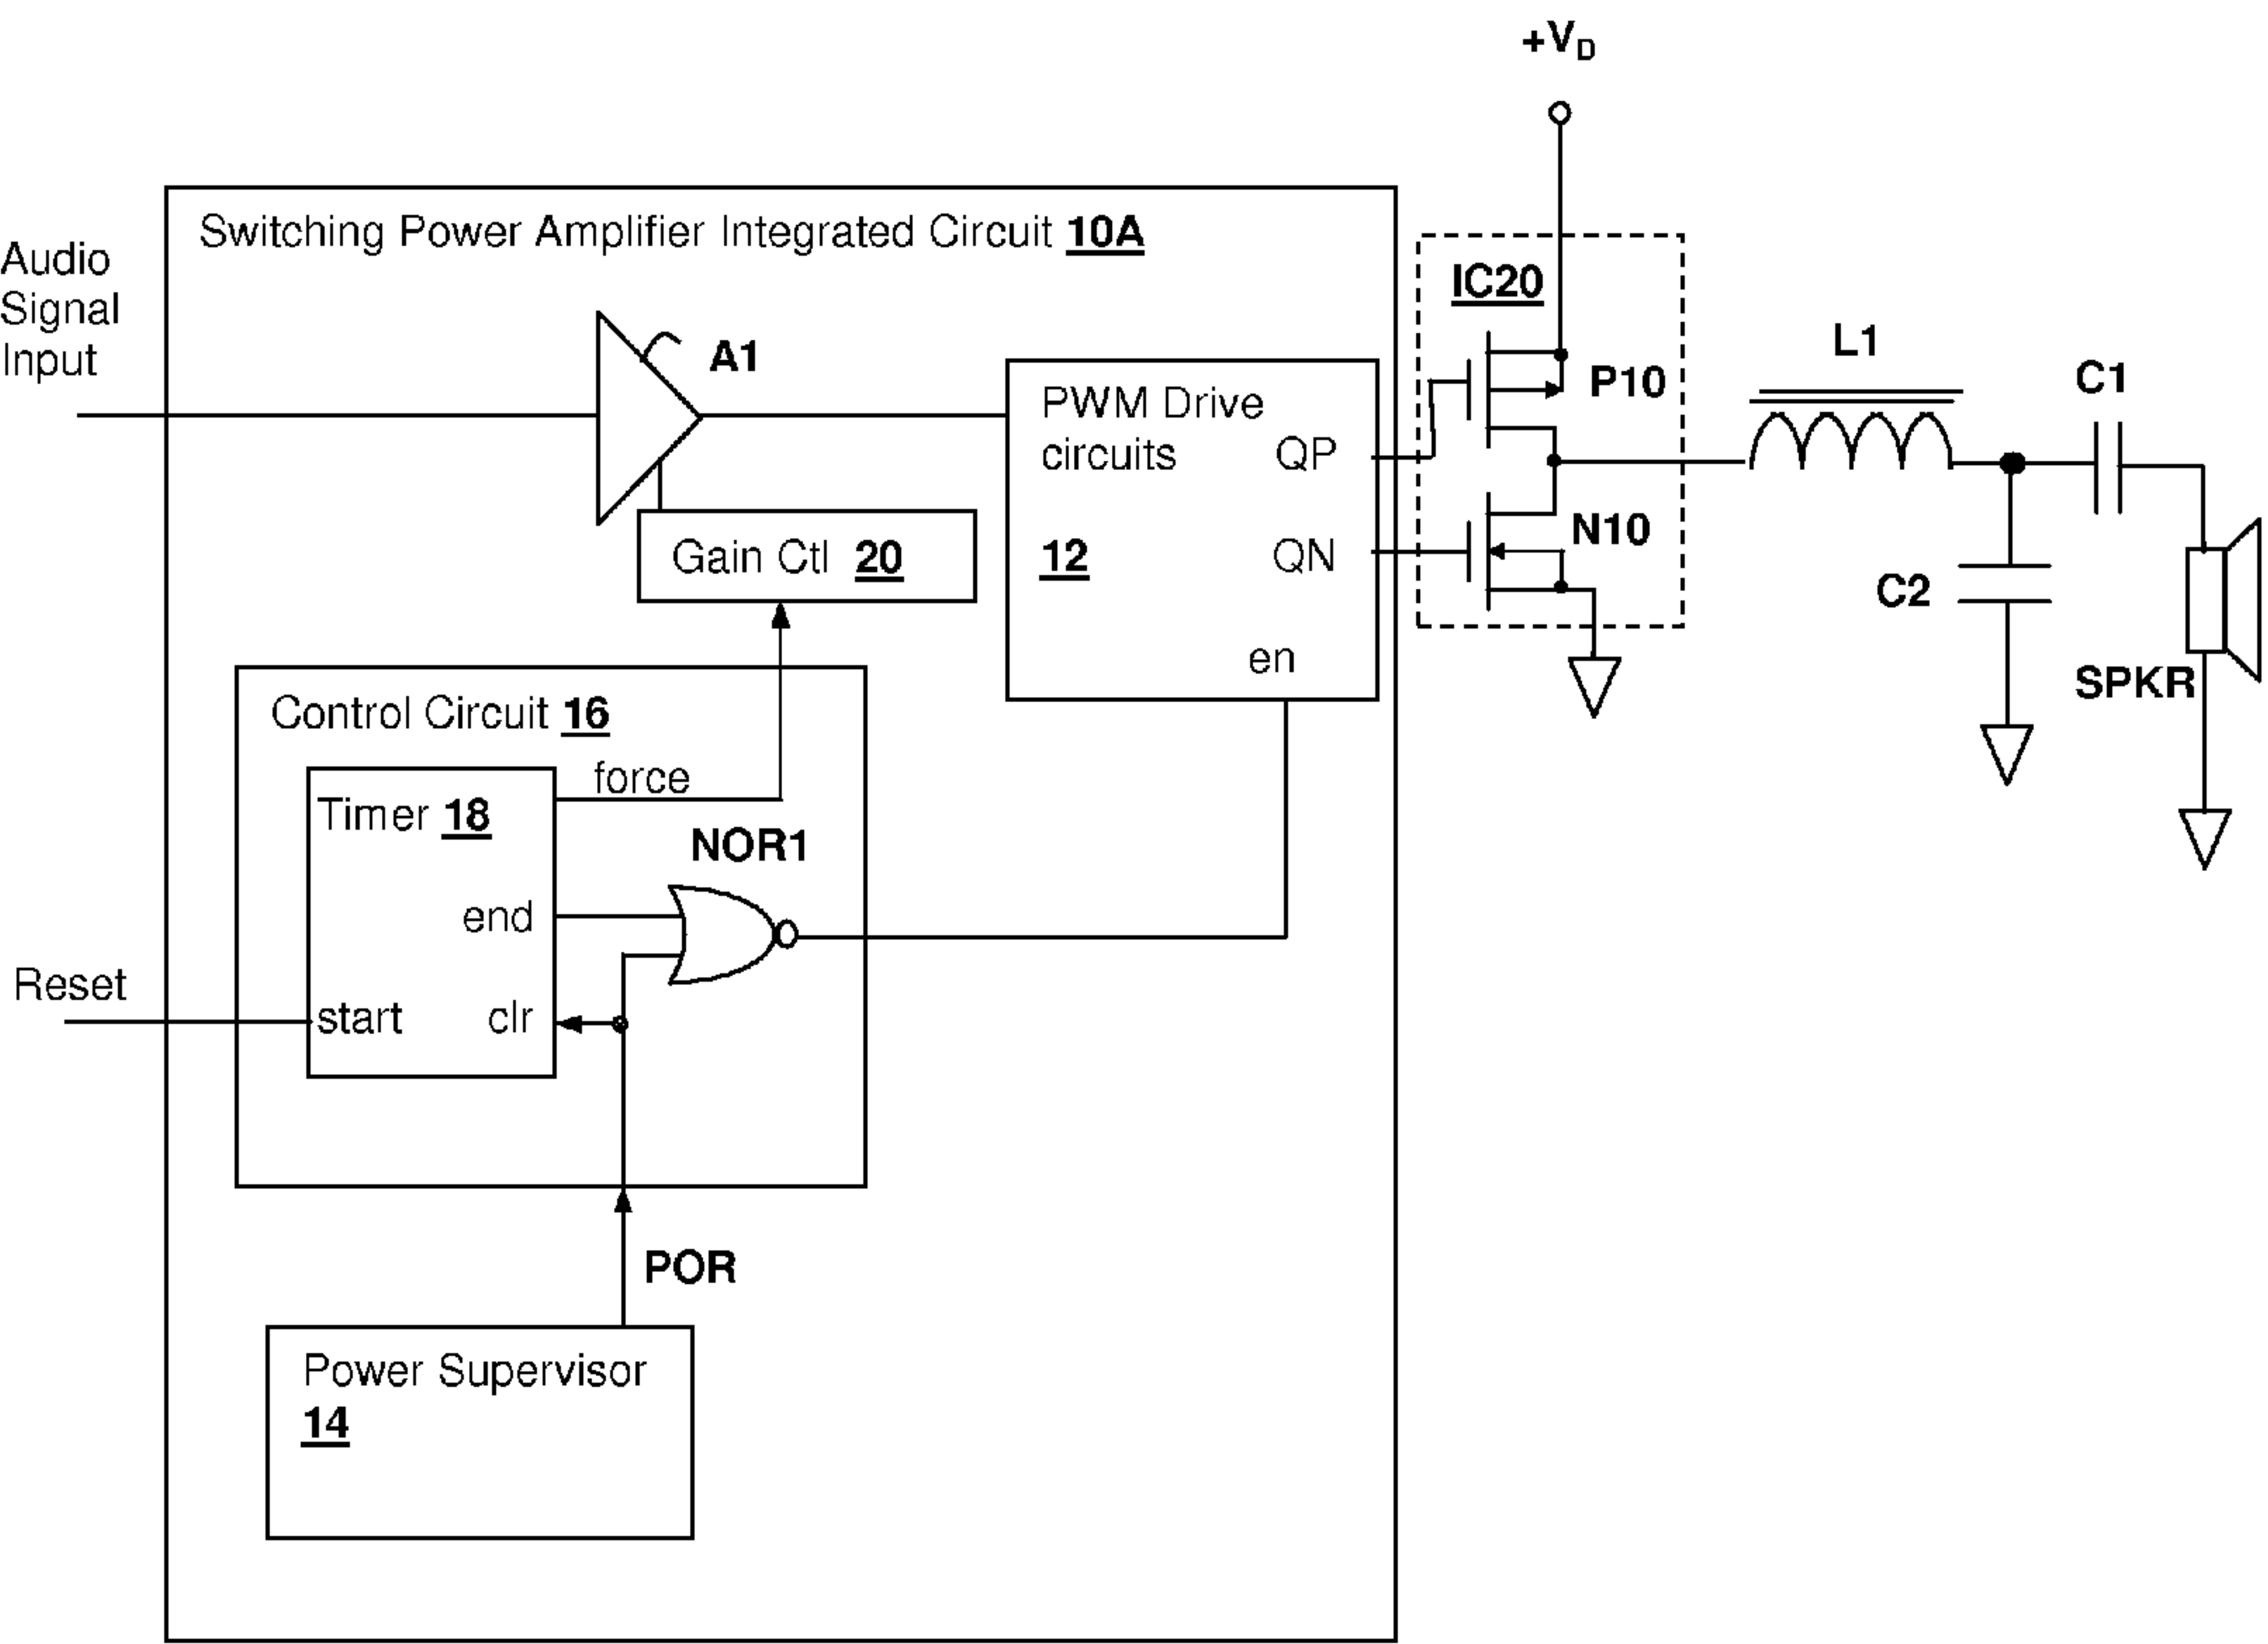 +VD
Switching Power Amplifier Integrated Circuit 10A
Audio
Signal
Input
A1
IC20
P10
L1
C1
PWM Drive
circuits
QP
12
QN
en
N10
C2
SPKR
Gain Ctl 20
Control Circuit 16
force
Timer 18
NOR1
end
Reset
start
clr
POR
Power Supervisor
14